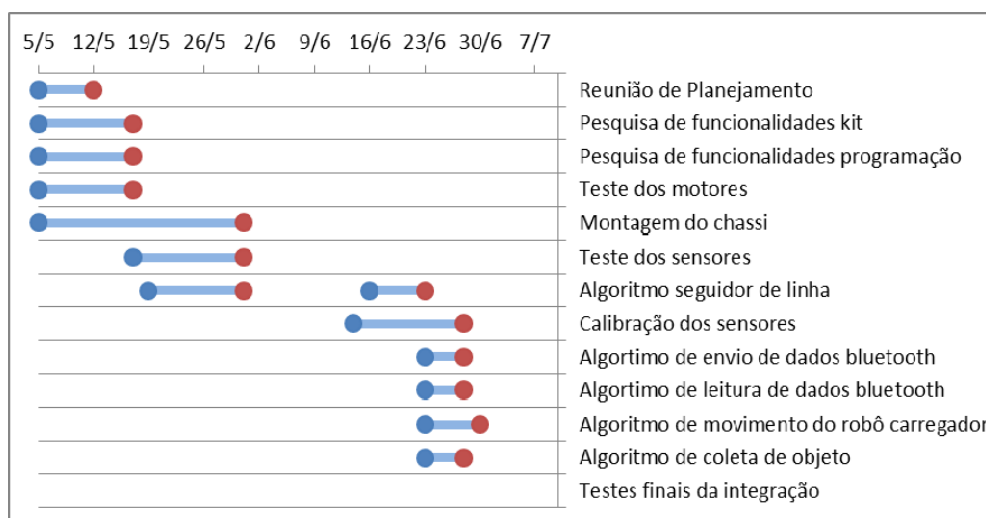 5/5 12/5 19/5 26/5 2/6 9/6 16/6 23/6 30/6 7/7
Reunião de Planejamento
Pesquisa de funcionalidades kit
Pesquisa de funcionalidades programação
Teste dos motores
Montagem do chassi
Teste dos sensores
Algoritmo seguidor de linha
Calibração dos sensores
Algortimo de envio de dados bluetooth
Algortimo de leitura de dados bluetooth
Algoritmo de movimento do robô carregador
Algoritmo de coleta de objeto
Testes finais da integração